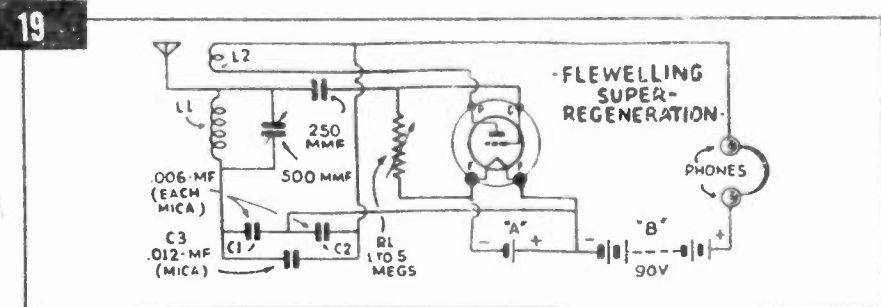 19
L2
-FLEWELLING
SUPER-
REGENERATION-
L1
250
MMF
500 MMF
P
G
F
F
PHONES
.006-MF
(EACH
MICA)
C1
C2
C3
.012-MF
(MICA)
R1
1 TO 5
MEGS
- "A" +
- "B" +
90V